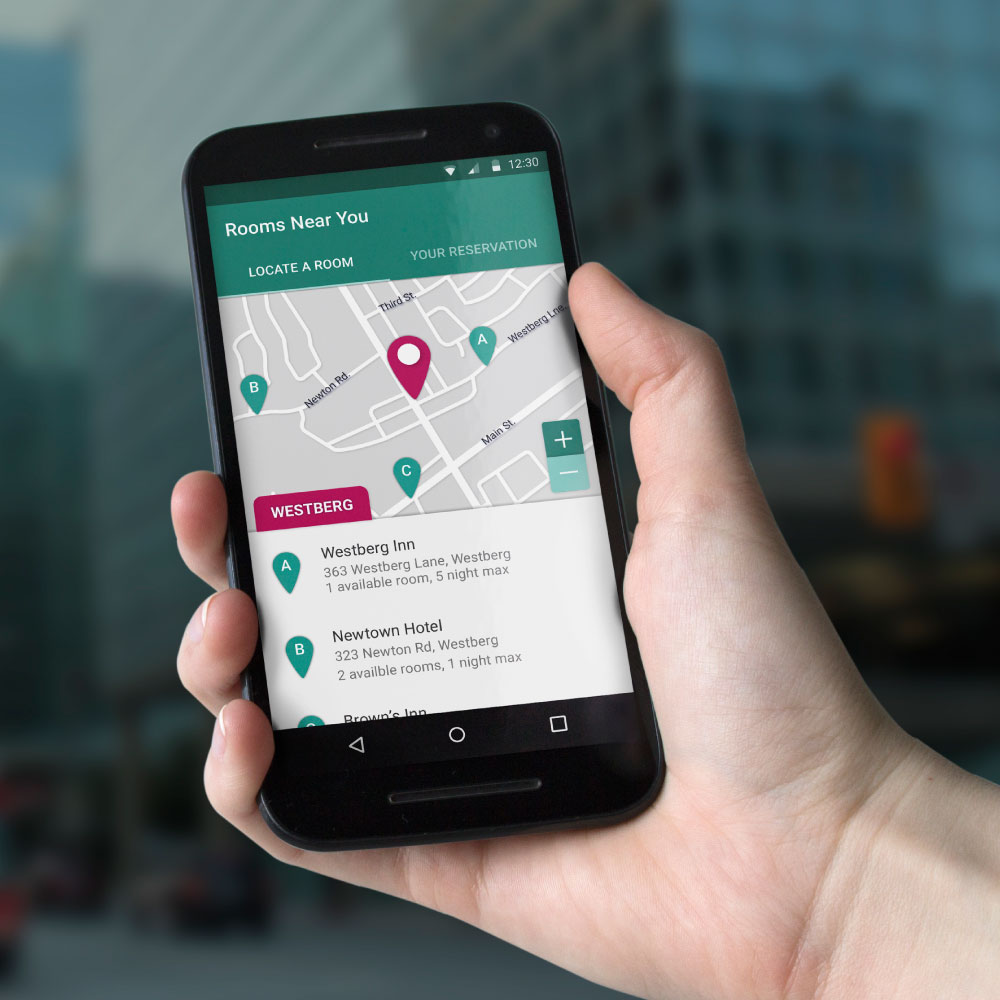 12:30
Rooms Near You
LOCATE A ROOM
YOUR RESERVATION
Third St.
Westberg Lne.
A
B
Newton Rd.
Main St.
C
+
−
WESTBERG
A
Westberg Inn
363 Westberg Lane, Westberg
1 available room, 5 night max
B
Newtown Hotel
323 Newton Rd, Westberg
2 availble rooms, 1 night max
Brown's Inn